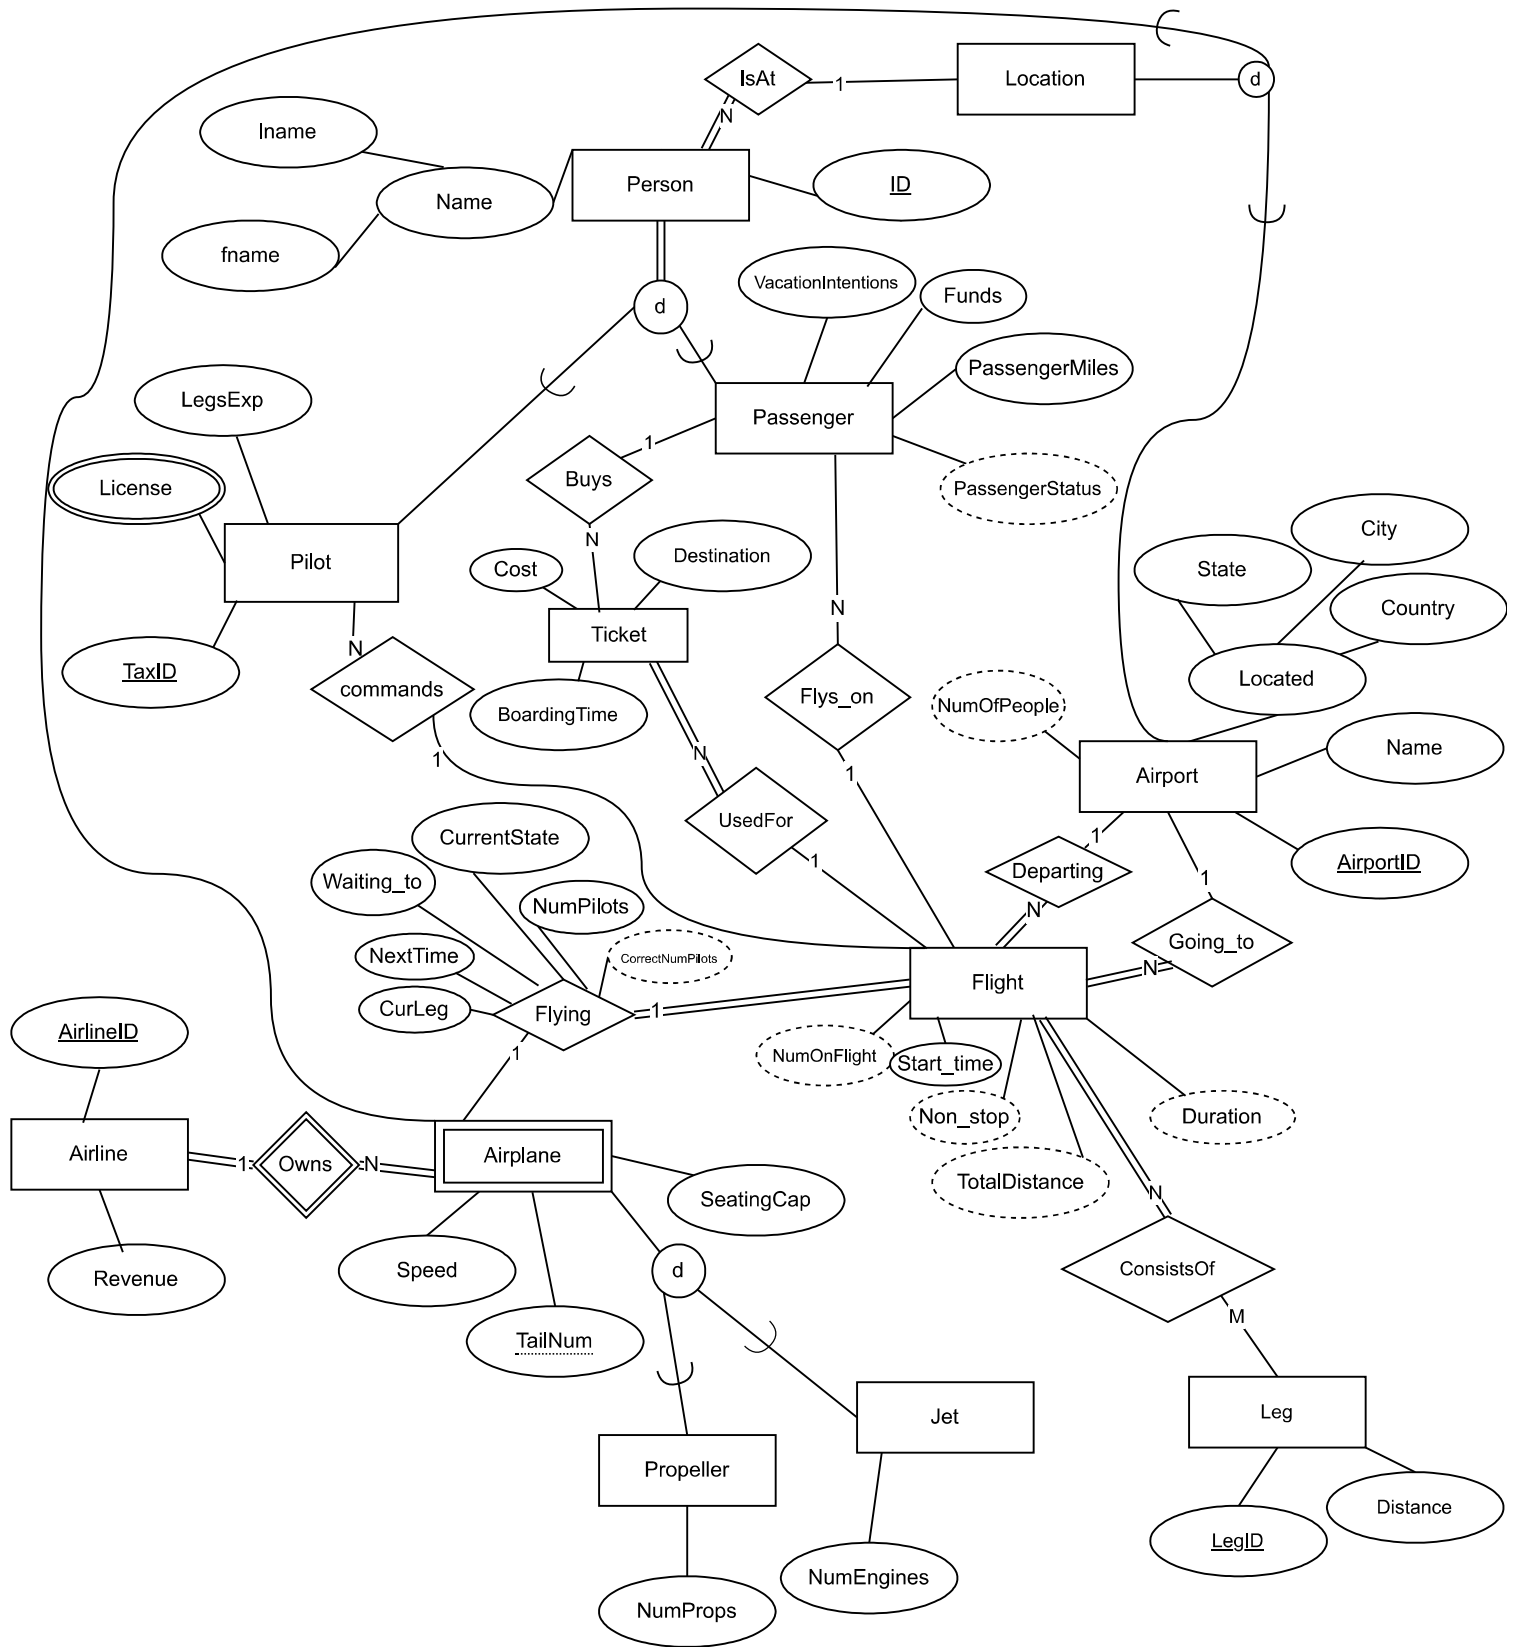 IsAt
1
Location
d
N
lname
Person
ID
Name
fname
d
VacationIntentions
Funds
PassengerMiles
LegsExp
Passenger
1
Buys
License
PassengerStatus
City
State
N
Destination
Pilot
Cost
Country
N
Ticket
N
TaxID
commands
Located
Flys_on
NumOfPeople
BoardingTime
Name
1
N
1
Airport
UsedFor
CurrentState
1
1
AirportID
Waiting_to
Departing
1
NumPilots
N
Going_to
NextTime
CorrectNumPilots
N
Flight
CurLeg
Flying
1
AirlineID
1
NumOnFlight
Start_time
Non_stop
Duration
Airline
1
Owns
N
Airplane
TotalDistance
N
SeatingCap
Revenue
Speed
d
ConsistsOf
M
TailNum
Jet
Leg
Propeller
Distance
LegID
NumEngines
NumProps